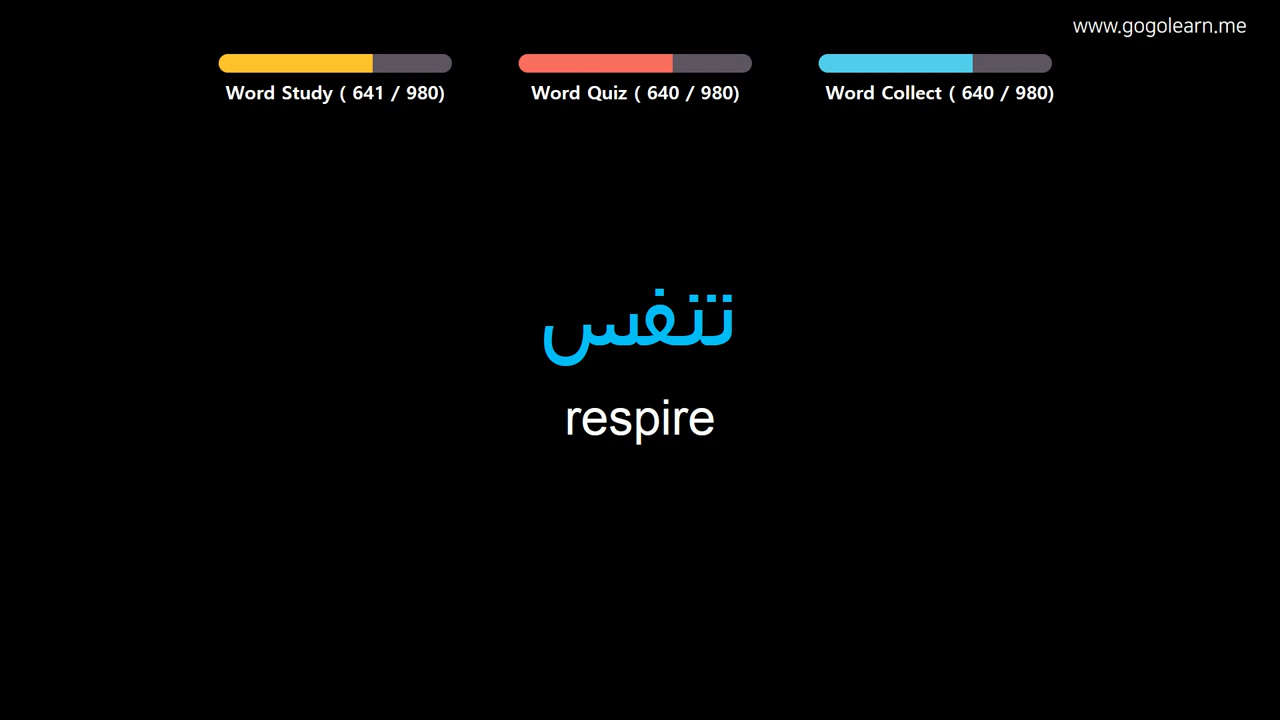 www.gogolearn.me
Word Study ( 641 / 980)
Word Quiz ( 640 / 980)
Word Collect ( 640 / 980)
تتفس
respire